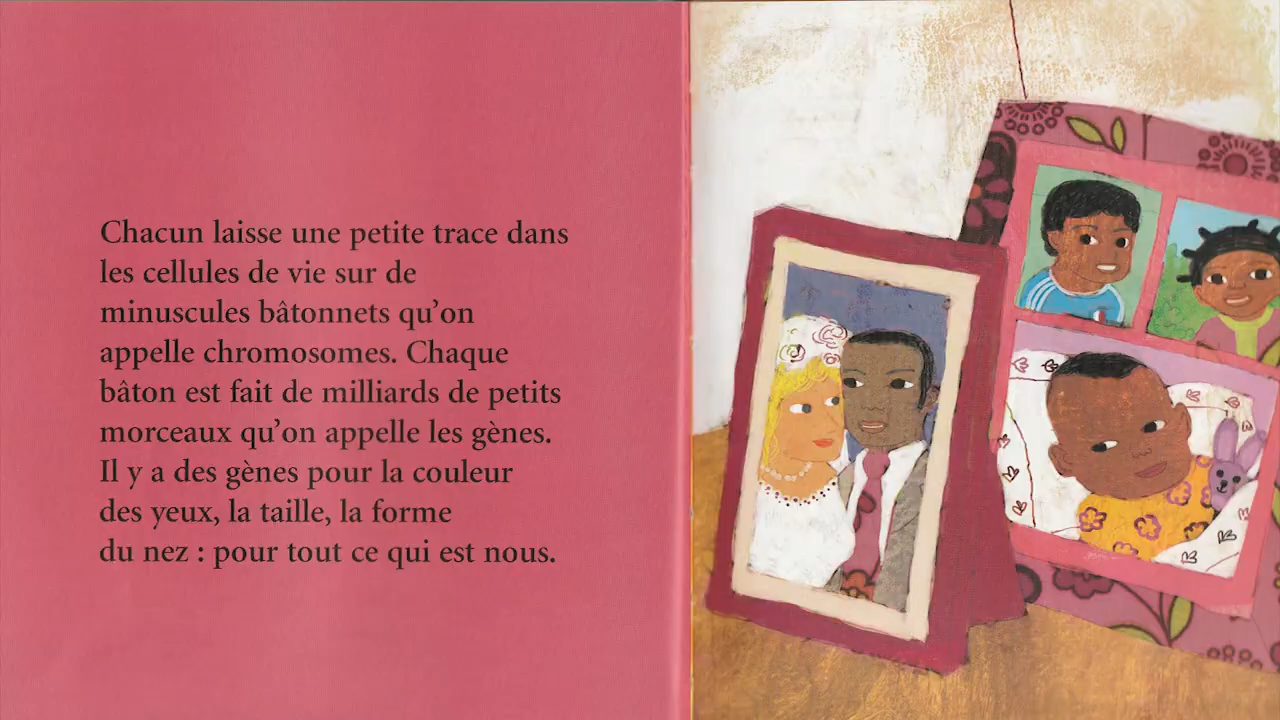 Chacun laisse une petite trace dans
les cellules de vie sur de
minuscules bâtonnets qu'on
appelle chromosomes. Chaque
bâton est fait de milliards de petits
morceaux qu'on appelle les gènes.
Il y a des gènes pour la couleur
des yeux, la taille, la forme
du nez : pour tout ce qui est nous.